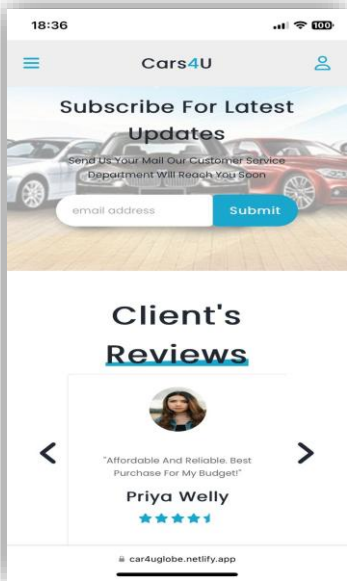 18:36
100
Cars4U
Subscribe For Latest
Updates
Send Us Your Mail Our Customer Service
Department Will Reach You Soon
email address
Submit
Client's
Reviews
"Affordable And Reliable. Best
Purchase For My Budget!"
Priya Welly
car4uglobe.netlify.app